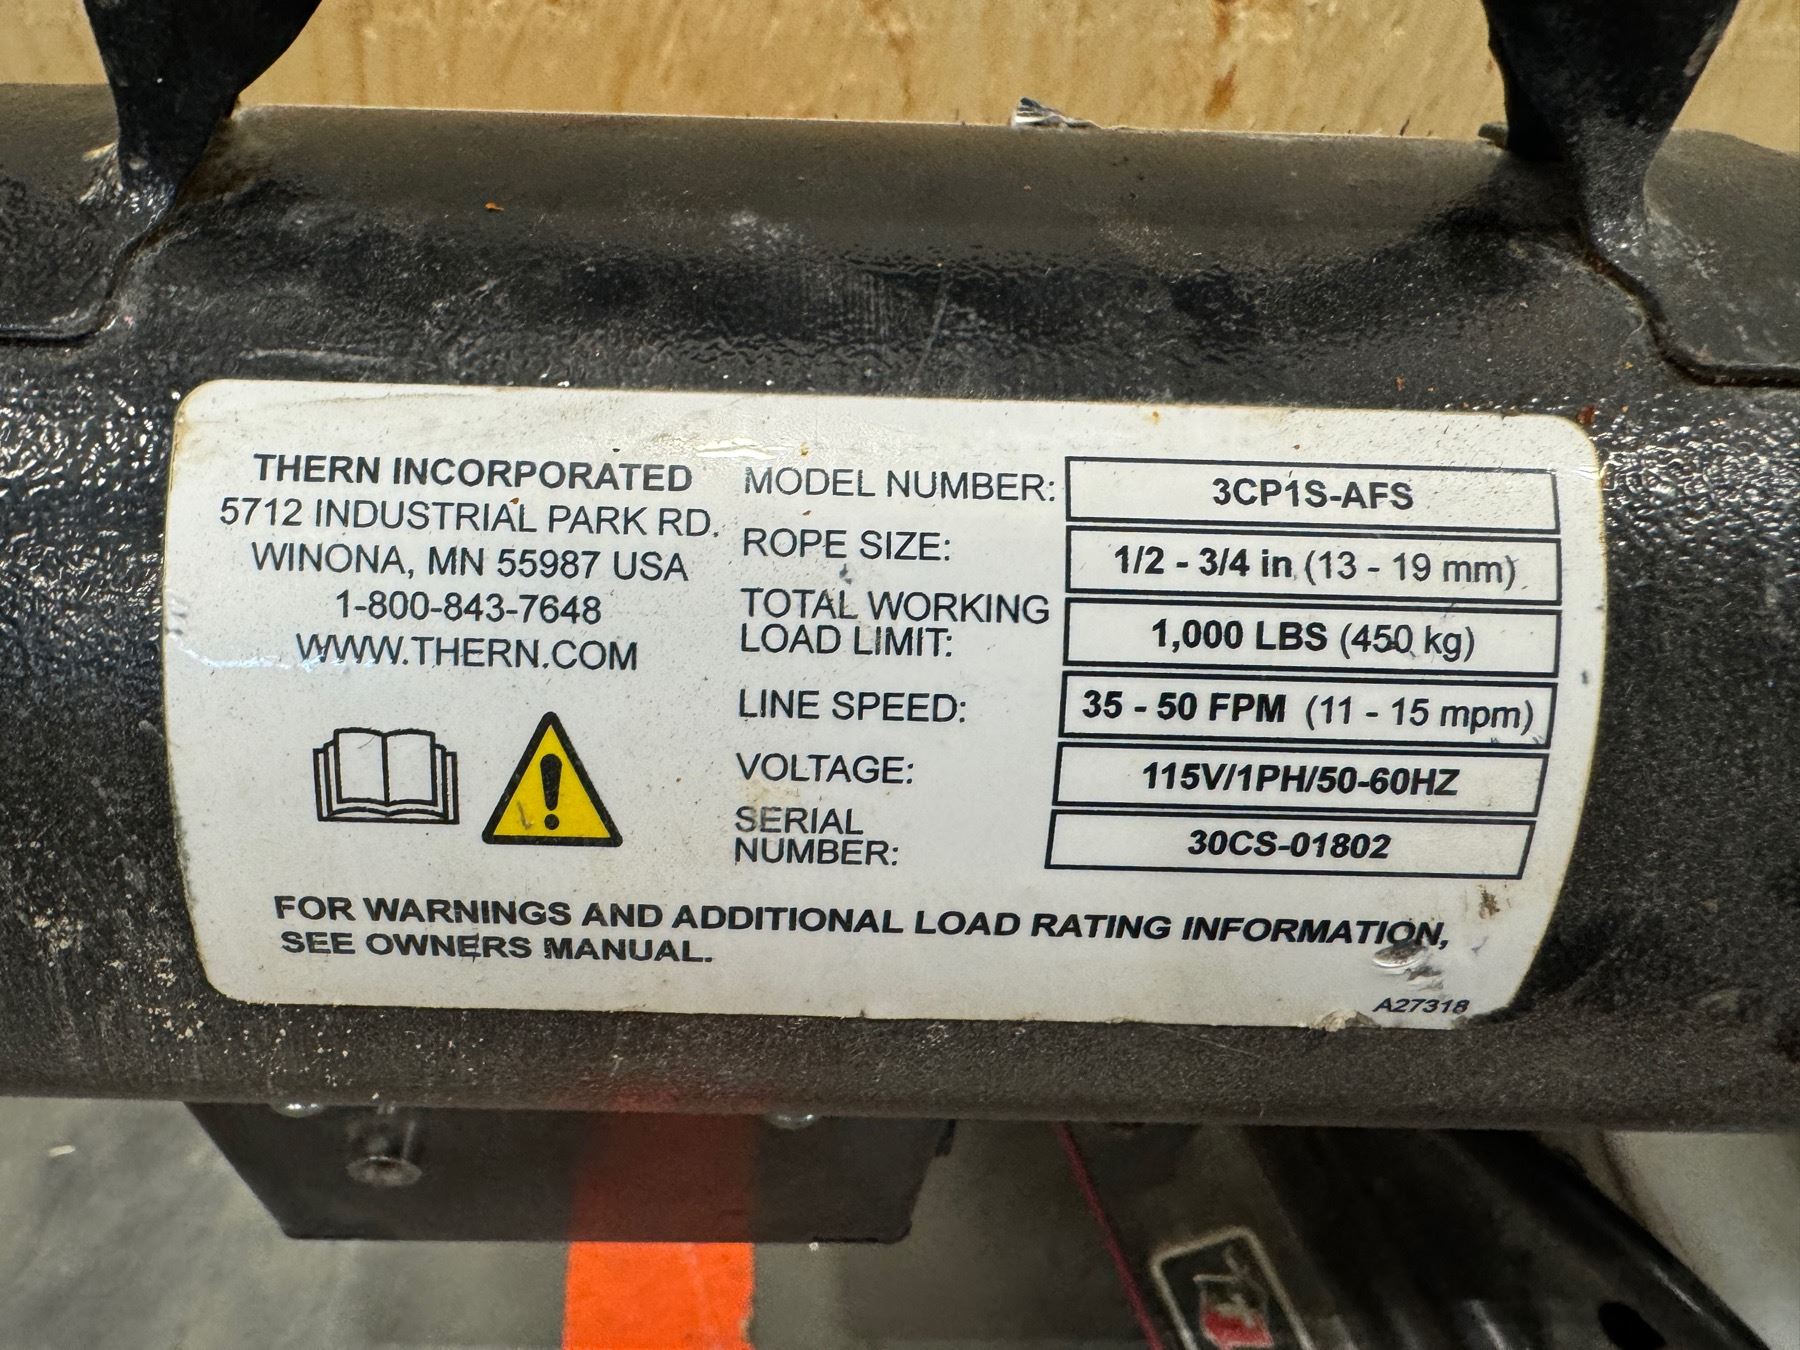 THERN INCORPORATED
5712 INDUSTRIAL PARK RD.
WINONA, MN 55987 USA
1-800-843-7648
WWW.THERN.COM
MODEL NUMBER: 3CP1S-AFS
ROPE SIZE: 1/2 - 3/4 in (13 - 19 mm)
TOTAL WORKING
LOAD LIMIT: 1,000 LBS (450 kg)
LINE SPEED: 35 - 50 FPM (11 - 15 mpm)
VOLTAGE: 115V/1PH/50-60HZ
SERIAL
NUMBER: 30CS-01802
FOR WARNINGS AND ADDITIONAL LOAD RATING INFORMATION,
SEE OWNERS MANUAL.
A27318